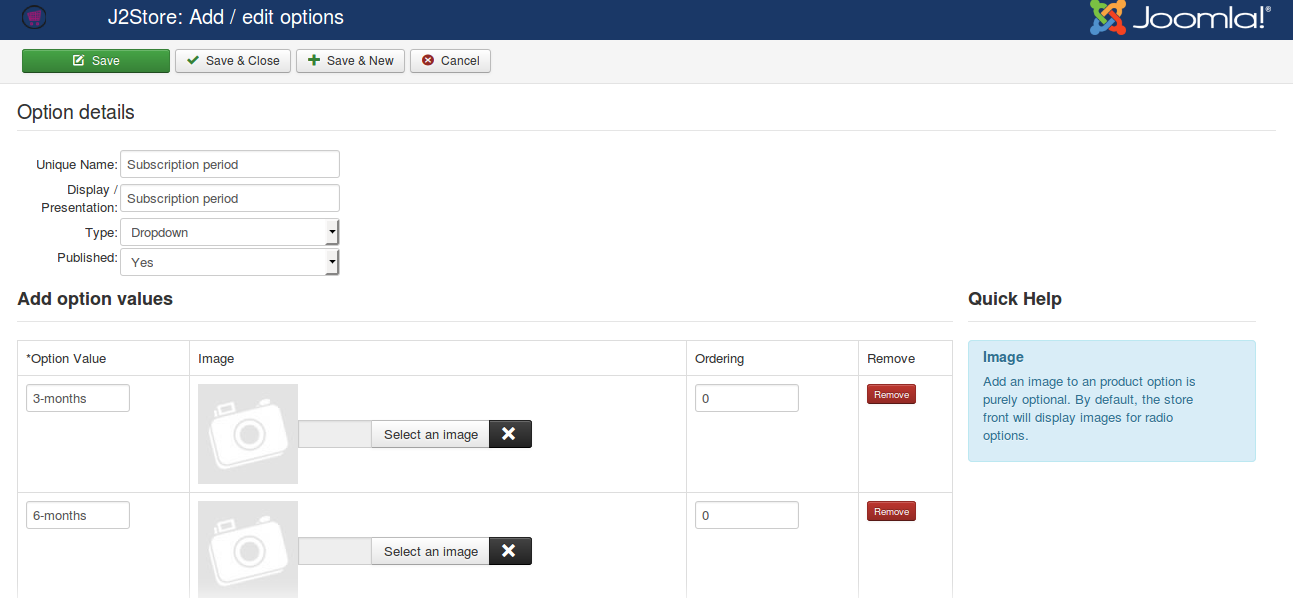 J2Store: Add / edit options
Joomla!®
Save
Save & Close
Save & New
Cancel
Option details
Unique Name: Subscription period
Display /
Presentation: Subscription period
Type: Dropdown
Published: Yes
Add option values
Quick Help
*Option Value Image Ordering Remove
3-months Select an image 0 Remove
6-months Select an image 0 Remove
Image
Add an image to an product option is
purely optional. By default, the store
front will display images for radio
options.